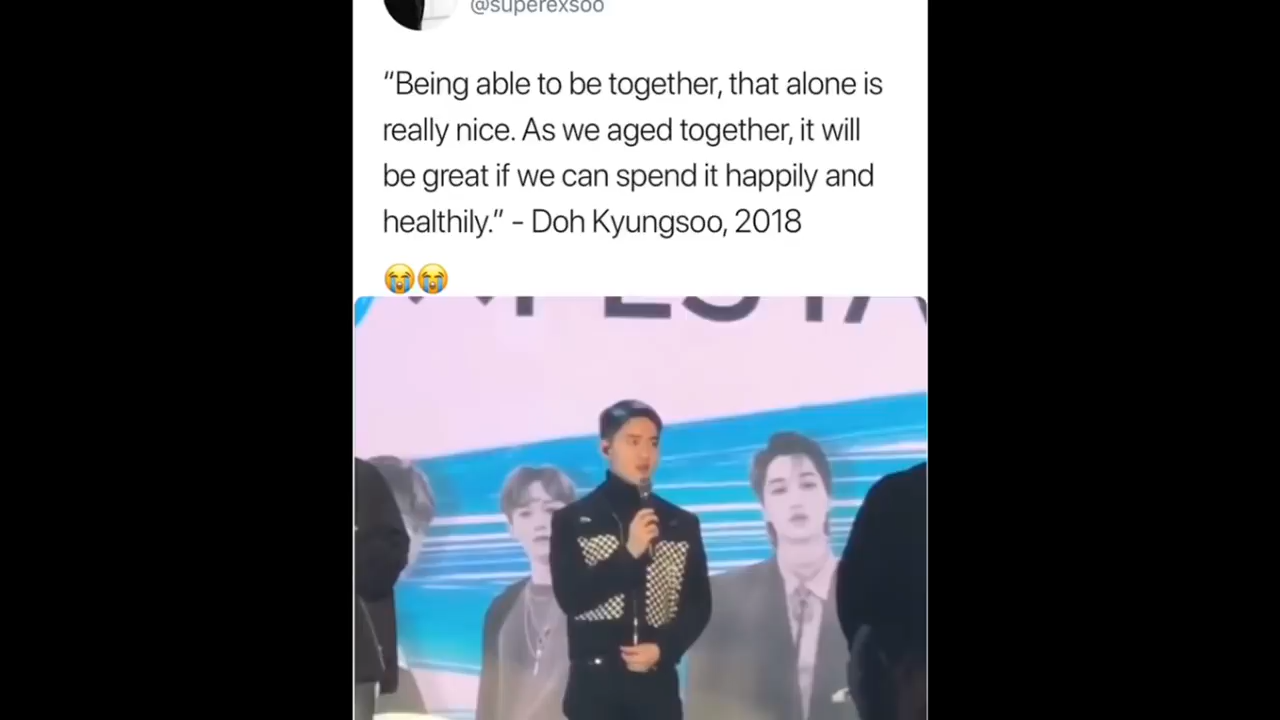 @superexsoo
“Being able to be together, that alone is
really nice. As we aged together, it will
be great if we can spend it happily and
healthily.” - Doh Kyungsoo, 2018
😭😭